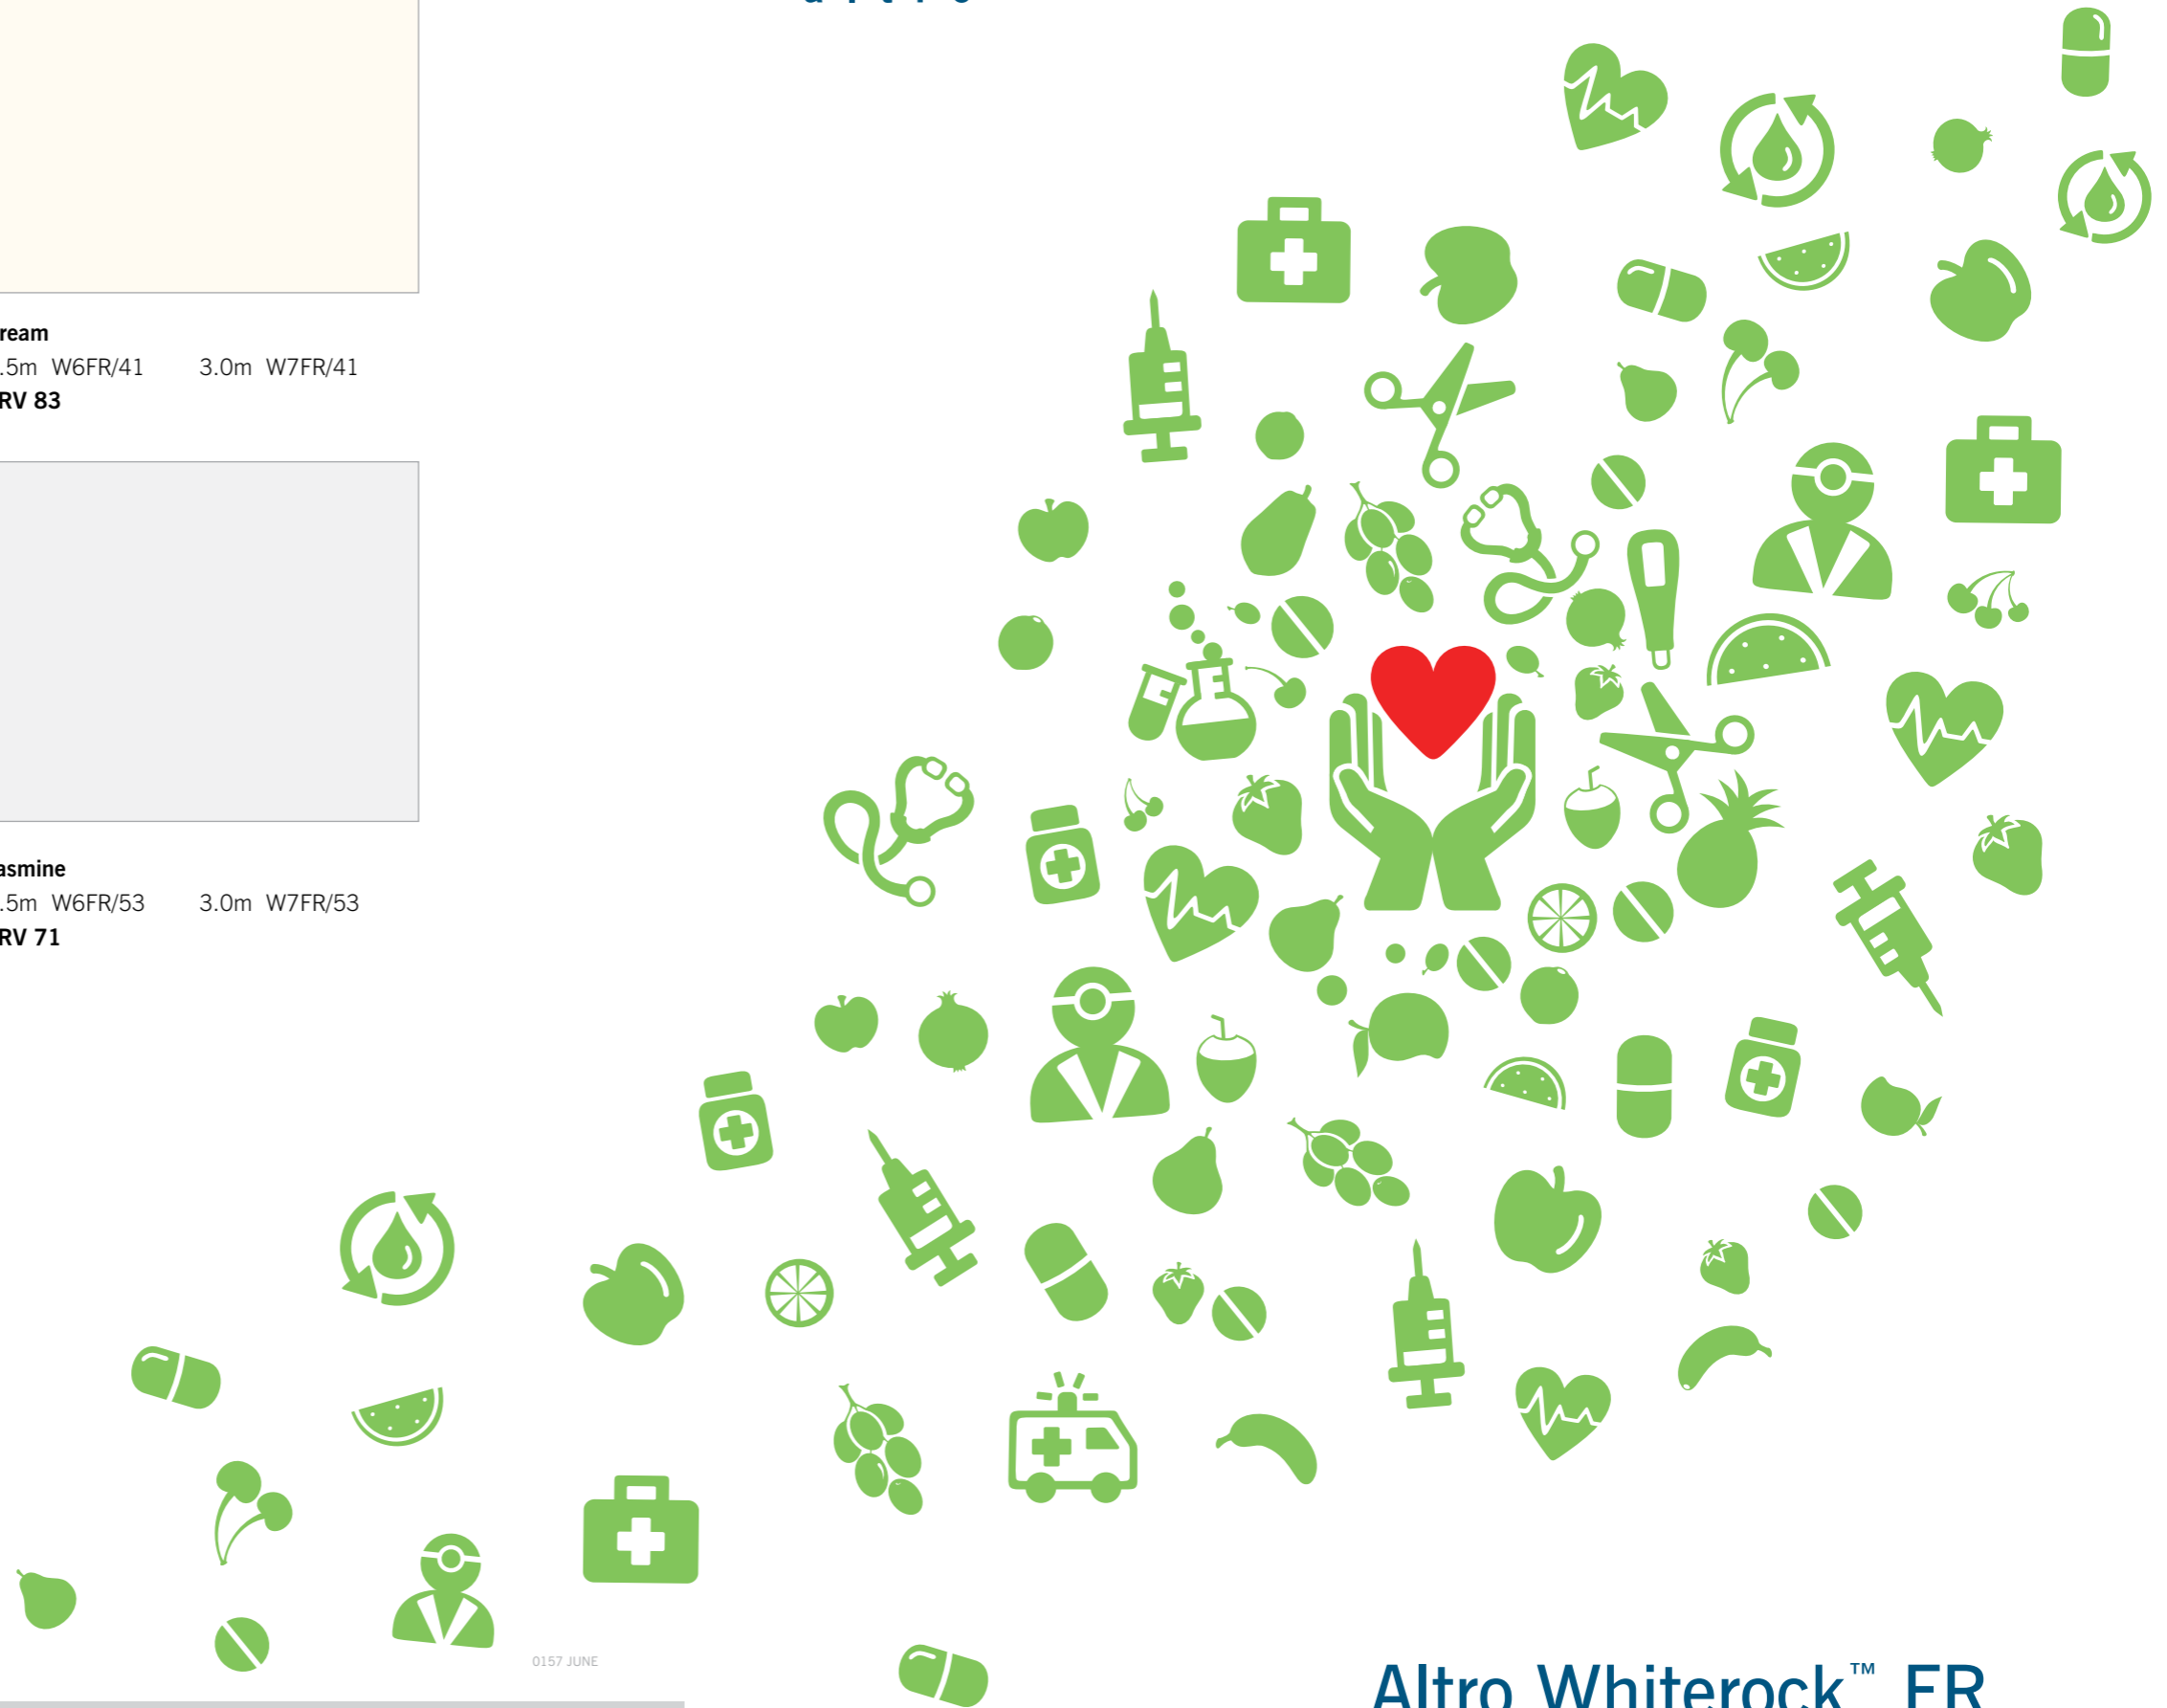 ream
.5m W6FR/41 3.0m W7FR/41
RV 83
asmine
.5m W6FR/53 3.0m W7FR/53
RV 71
0157 JUNE
Altro Whiterock™ FR